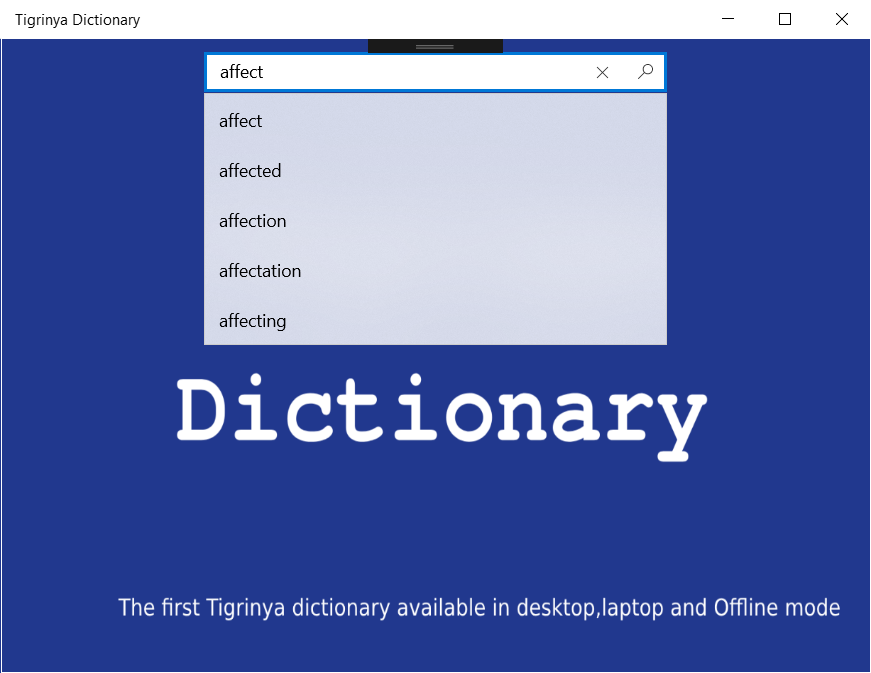 Tigrinya Dictionary
affect
affect
affected
affection
affectation
affecting
Dictionary
The first Tigrinya dictionary available in desktop,laptop and Offline mode